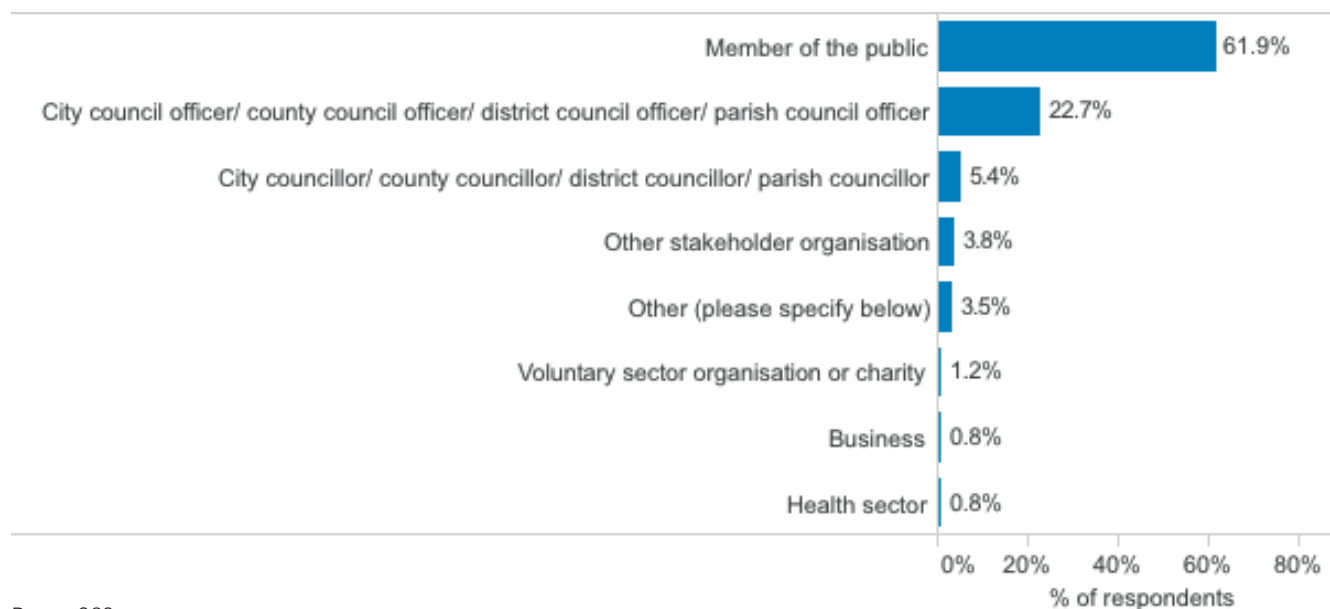 Member of the public 61.9%
City council officer/ county council officer/ district council officer/ parish council officer 22.7%
City councillor/ county councillor/ district councillor/ parish councillor 5.4%
Other stakeholder organisation 3.8%
Other (please specify below) 3.5%
Voluntary sector organisation or charity 1.2%
Business 0.8%
Health sector 0.8%
0% 20% 40% 60% 80%
% of respondents